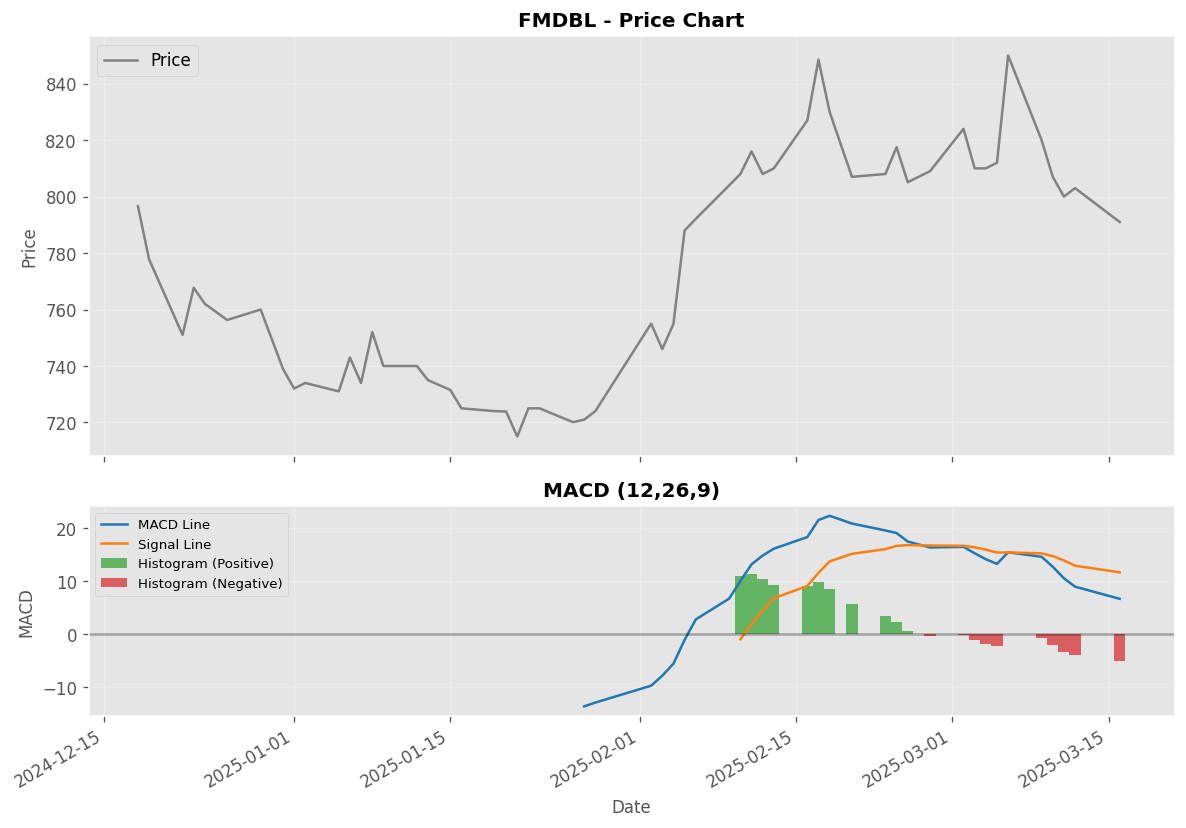 FMDBL - Price Chart
Price
840
820
800
780
760
740
720
Price
MACD (12,26,9)
MACD Line
Signal Line
Histogram (Positive)
Histogram (Negative)
20
10
0
−10
MACD
2024-12-15
2025-01-01
2025-01-15
2025-02-01
2025-02-15
2025-03-01
2025-03-15
Date